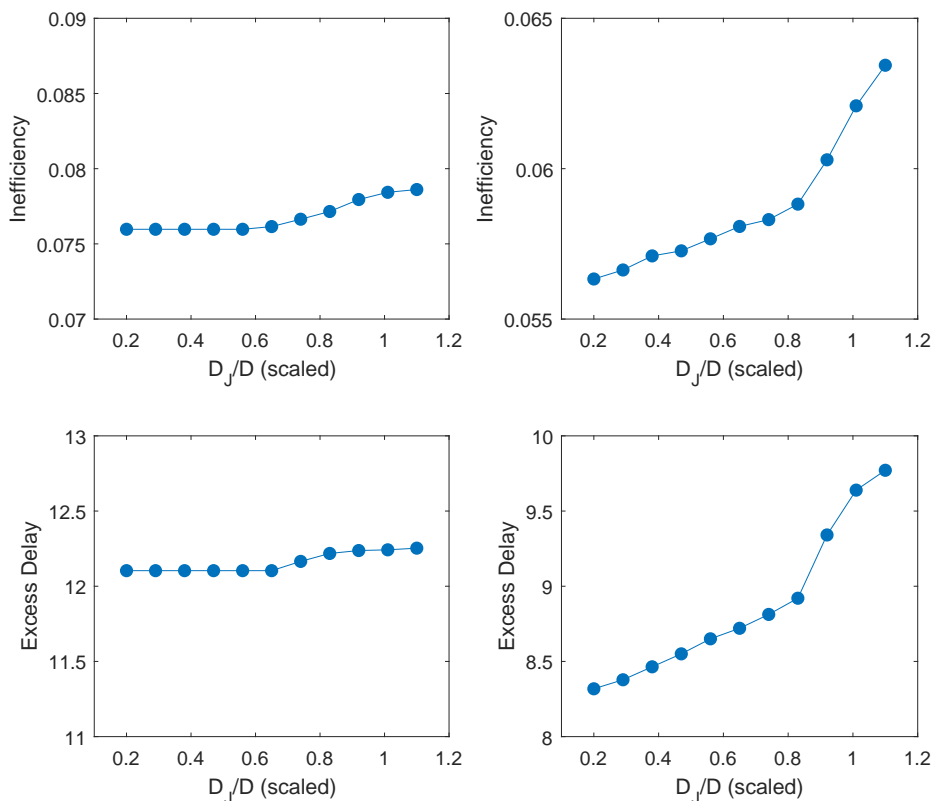 0.09
0.085
0.08
0.075
0.07
Inefficiency
0.2 0.4 0.6 0.8 1 1.2
D_J/D (scaled)
0.065
0.06
0.055
Inefficiency
0.2 0.4 0.6 0.8 1 1.2
D_J/D (scaled)
13
12.5
12
11.5
11
Excess Delay
0.2 0.4 0.6 0.8 1 1.2
D_J/D (scaled)
10
9.5
9
8.5
8
Excess Delay
0.2 0.4 0.6 0.8 1 1.2
D_J/D (scaled)